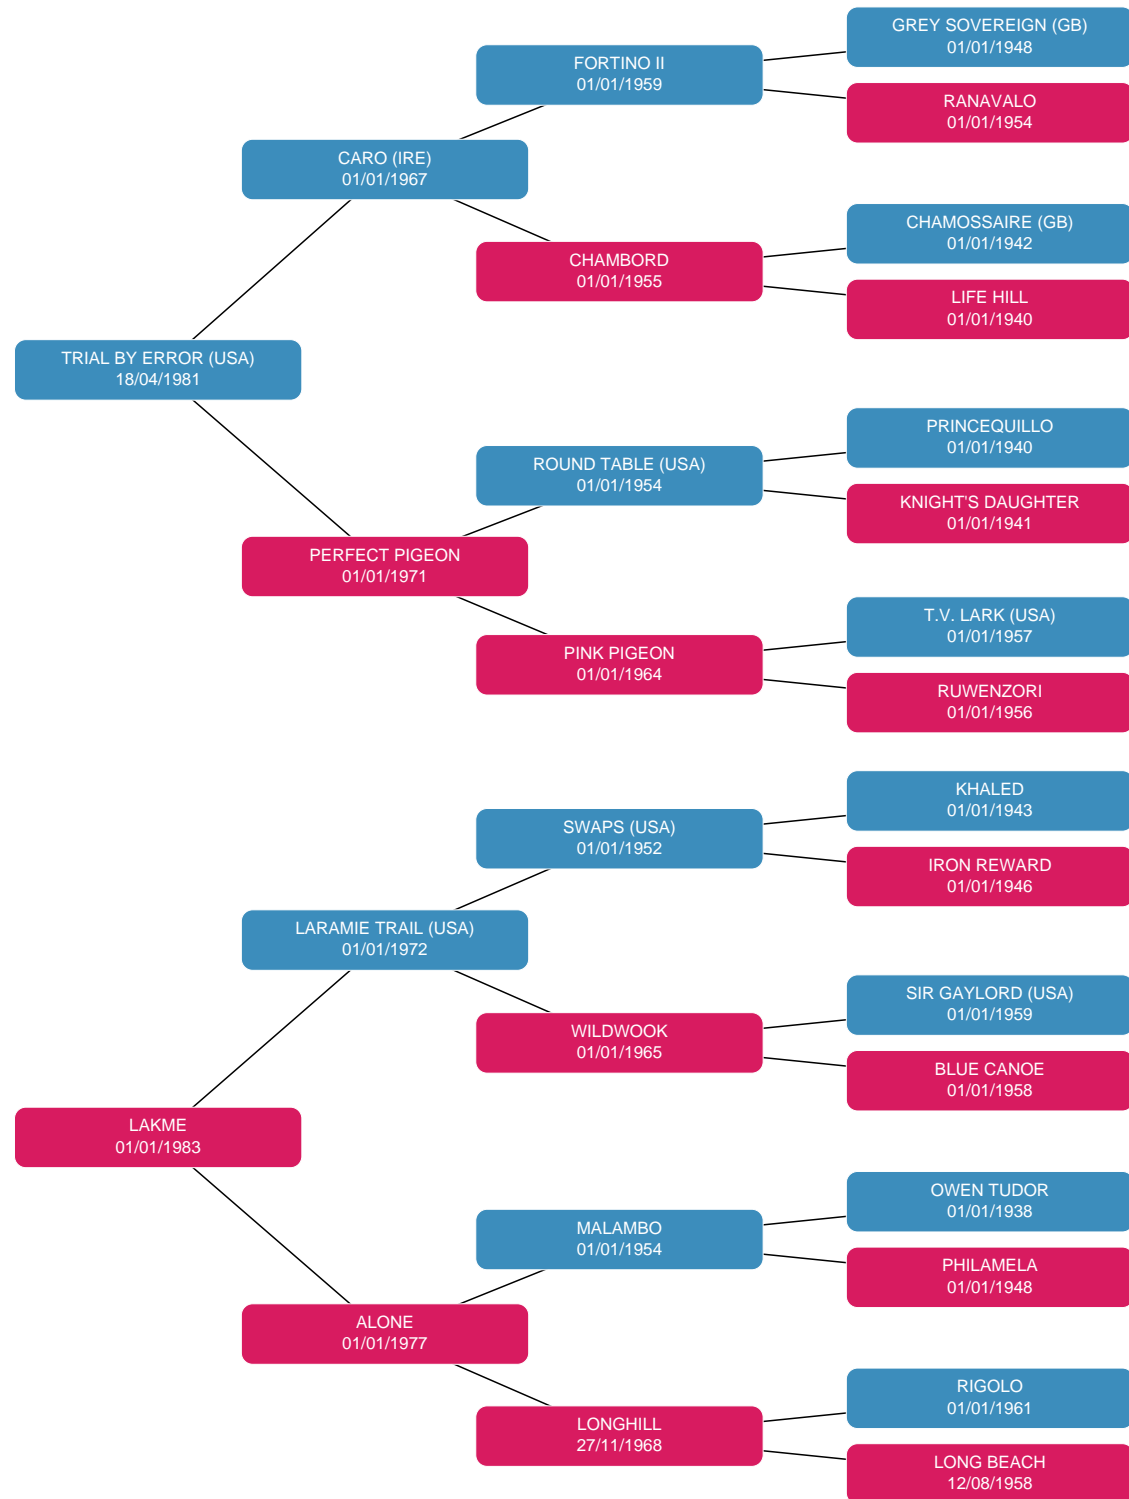 GREY SOVEREIGN (GB)
01/01/1948
FORTINO II
01/01/1959
RANAVALO
01/01/1954
CARO (IRE)
01/01/1967
CHAMOSSAIRE (GB)
01/01/1942
CHAMBORD
01/01/1955
LIFE HILL
01/01/1940
TRIAL BY ERROR (USA)
18/04/1981
PRINCEQUILLO
01/01/1940
ROUND TABLE (USA)
01/01/1954
KNIGHT'S DAUGHTER
01/01/1941
PERFECT PIGEON
01/01/1971
T.V. LARK (USA)
01/01/1957
PINK PIGEON
01/01/1964
RUWENZORI
01/01/1956
KHALED
01/01/1943
SWAPS (USA)
01/01/1952
IRON REWARD
01/01/1946
LARAMIE TRAIL (USA)
01/01/1972
SIR GAYLORD (USA)
01/01/1959
WILDWOOK
01/01/1965
BLUE CANOE
01/01/1958
LAKME
01/01/1983
OWEN TUDOR
01/01/1938
MALAMBO
01/01/1954
PHILAMELA
01/01/1948
ALONE
01/01/1977
RIGOLO
01/01/1961
LONGHILL
27/11/1968
LONG BEACH
12/08/1958